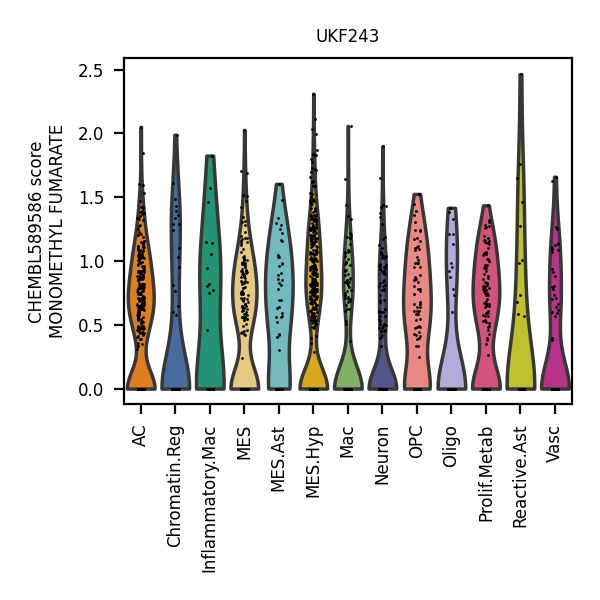 UKF243
CHEMBL589586 score
MONOMETHYL FUMARATE
2.5
2.0
1.5
1.0
0.5
0.0
AC
Chromatin.Reg
Inflammatory.Mac
MES
MES.Ast
MES.Hyp
Mac
Neuron
OPC
Oligo
Prolif.Metab
Reactive.Ast
Vasc